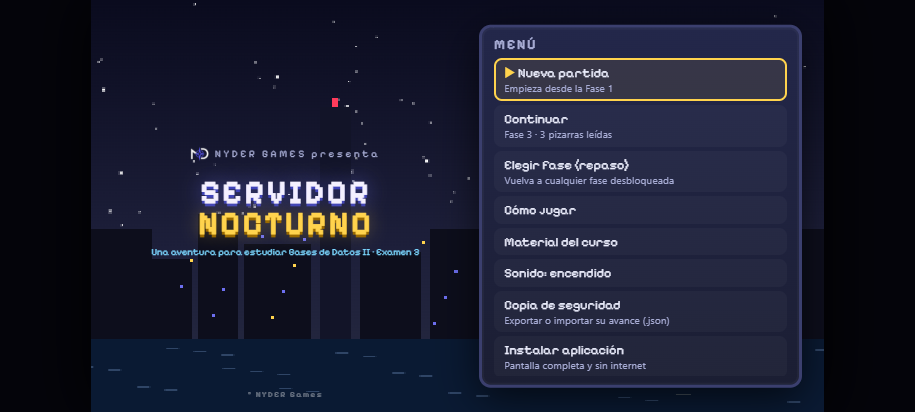 NYDER GAMES presenta
SERVIDOR
NOCTURNO
Una aventura para estudiar Bases de Datos II · Examen 3
NYDER Games
MENÚ
▶ Nueva partida
Empieza desde la Fase 1
Continuar
Fase 3 · 3 pizarras leídas
Elegir fase (repaso)
Vuelva a cualquier fase desbloqueada
Cómo jugar
Material del curso
Sonido: encendido
Copia de seguridad
Exportar o importar su avance (.json)
Instalar aplicación
Pantalla completa y sin internet